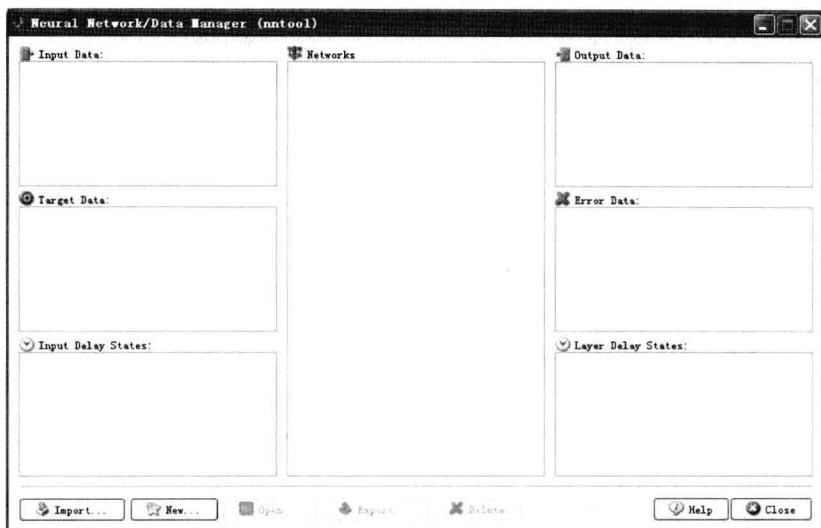 Neural Network/Data Manager (nntool)
Input Data:
Networks
Output Data:
Target Data:
Error Data:
Input Delay States:
Layer Delay States:
Import...
New...
Open
Export
Delete
Help
Close